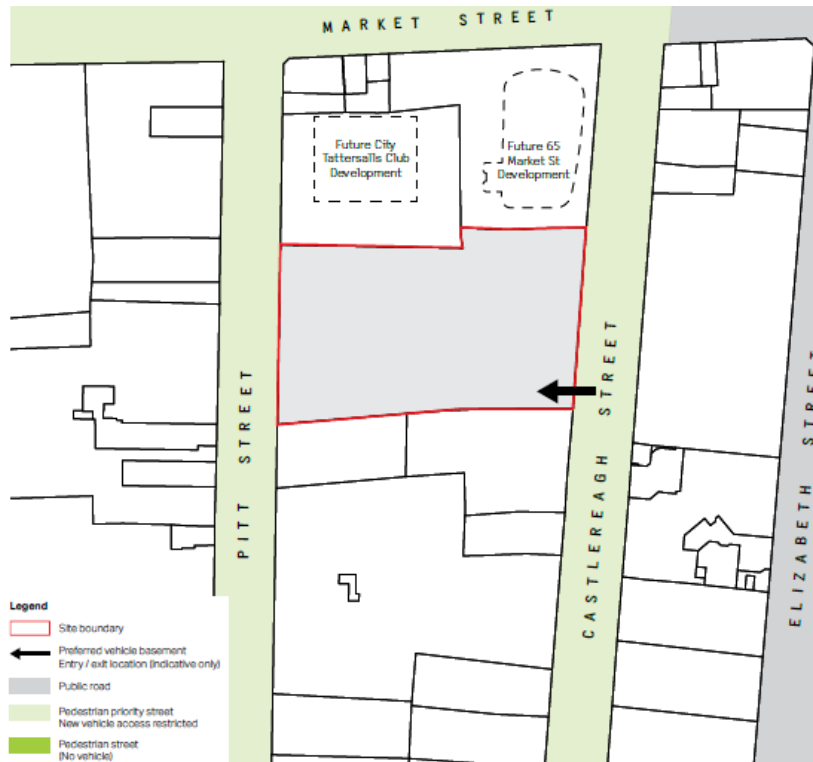 MARKET STREET
Future City
Tattersalls Club
Development
Future 65
Market St
Development
PITT STREET
CASTLEREAGH STREET
ELIZABETH STREET
Legend
Site boundary
Preferred vehicle basement
Entry / exit location (indicative only)
Public road
Pedestrian priority street
New vehicle access restricted
Pedestrian street
(No vehicle)